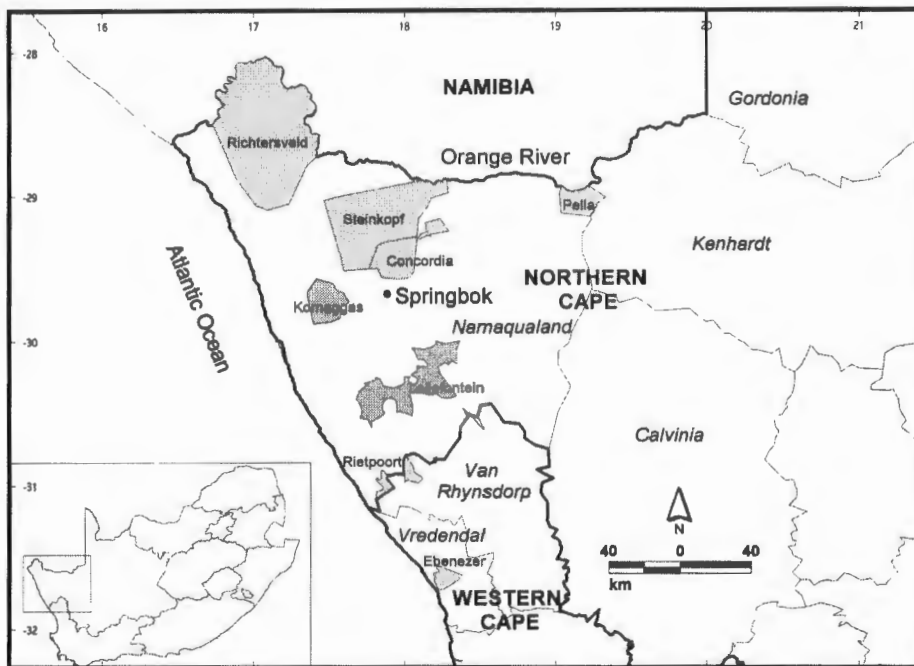 16 17 18 19 20 21
-28
NAMIBIA
Gordonia
Richtersveld
Orange River
-29
Pella
Steinkopf
Kenhardt
Concordia
Atlantic Ocean
NORTHERN
CAPE
Springbok
Namaqualand
-30
Calvinia
Rietpoort
Van
Rhynsdorp
-31
N
Vredendal
Ebenezer
40 0 40
km
WESTERN
CAPE
-32